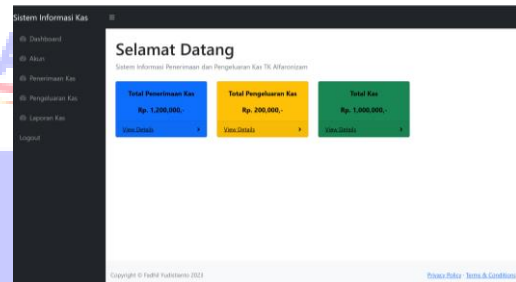 Sistem Informasi Kas
Dashboard
Akun
Penerimaan Kas
Pengeluaran Kas
Laporan Kas
Logout
Selamat Datang
Sistem Informasi Penerimaan dan Pengeluaran Kas TK
Total Penerimaan Kas
Rp. 1,200,000,-
View Details
Total Pengeluaran Kas
Rp. 200,000,-
View Details
Total Kas
Rp. 1,000,000,-
View Details
Copyright © Fadhil 2023
Privacy Policy · Terms & Conditions